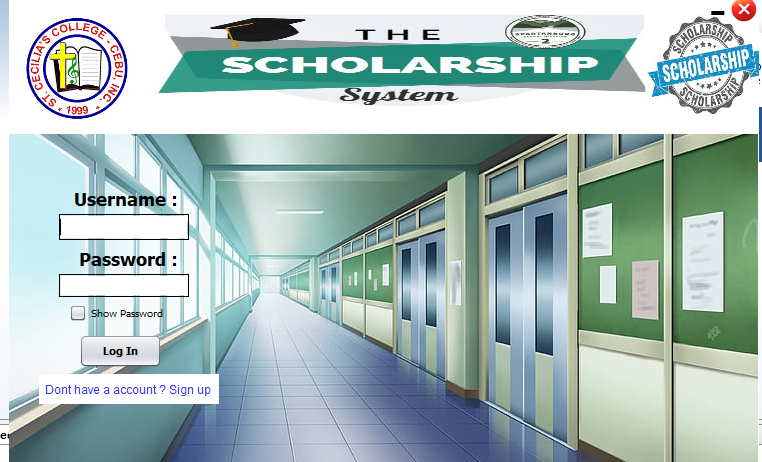 ST. CECILIA'S COLLEGE - CEBU, INC.
* 1999 *
THE
SCHOLARSHIP
System
SPARTANBURG
2
SCHOLARSHIP
SCHOLARSHIP
SCHOLARSHIP
Username :
Password :
Show Password
Log In
Dont have a account ? Sign up